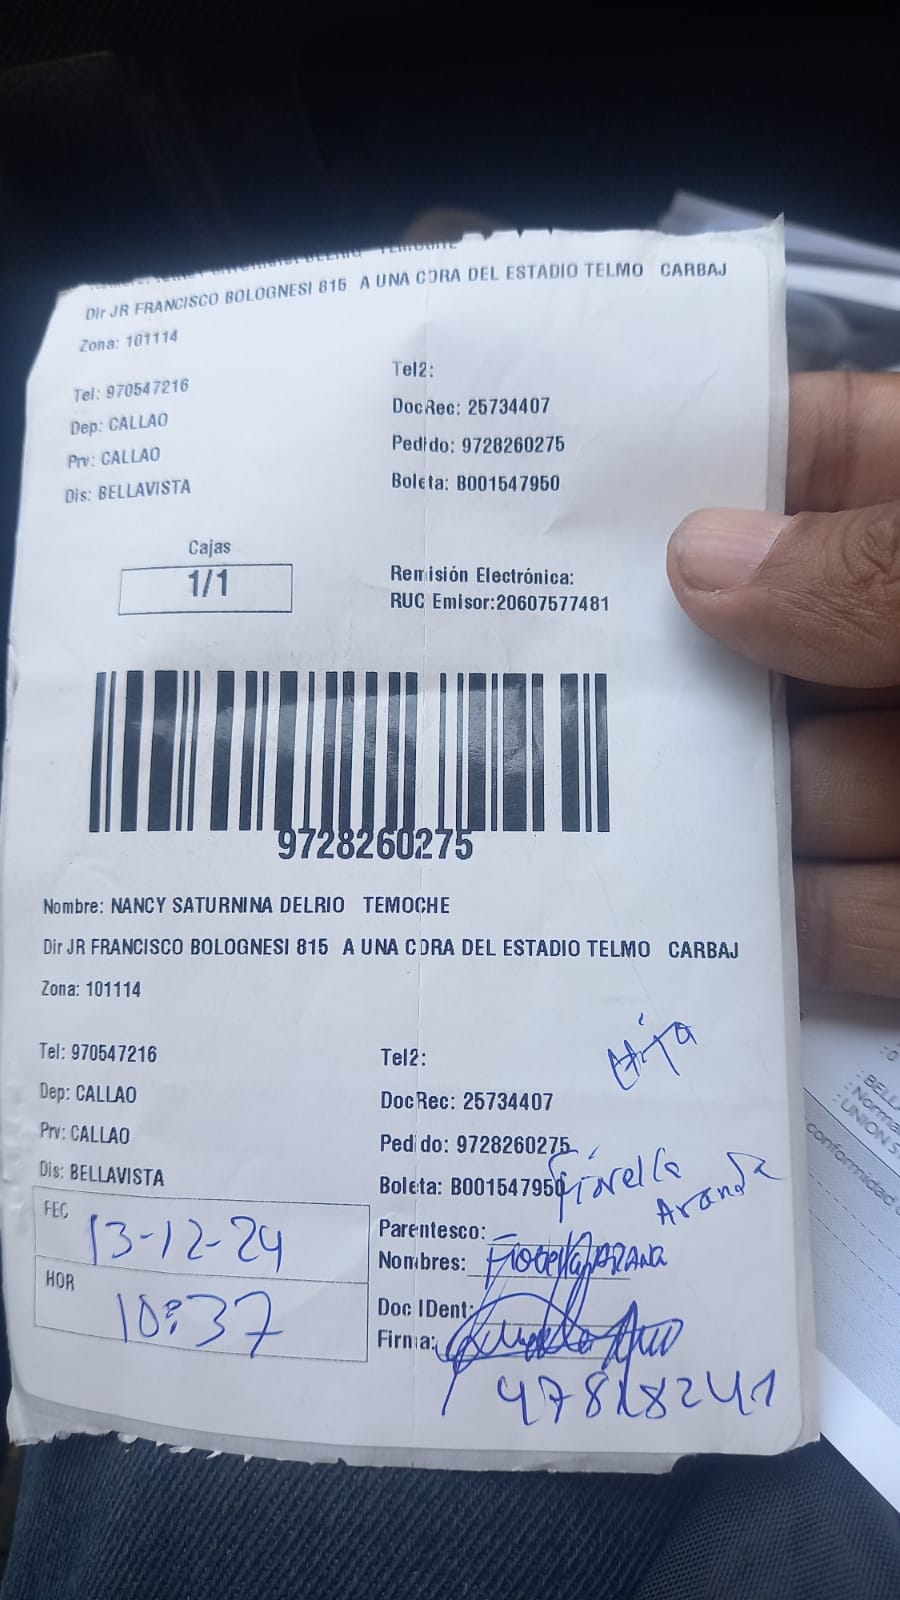 Dir JR FRANCISCO BOLOGNESI 815 A UNA CDRA DEL ESTADIO TELMO CARBAJ
Zona: 101114
Tel: 970547216 Tel2:
Dep: CALLAO DocRec: 25734407
Prv: CALLAO Pedido: 9728260275
Dis: BELLAVISTA Boleta: B001547950
Cajas
1/1
Remisión Electrónica:
RUC Emisor:20607577481
9728260275
Nombre: NANCY SATURNINA DELRIO TEMOCHE
Dir JR FRANCISCO BOLOGNESI 815 A UNA CDRA DEL ESTADIO TELMO CARBAJ
Zona: 101114
Hija
Tel: 970547216 Tel2:
Dep: CALLAO DocRec: 25734407
Prv: CALLAO Pedido: 9728260275
Dis: BELLAVISTA Boleta: B001547950
Fiorella
FEC 13-12-24
Parentesco:
Nombres: Fiorella
HOR 10:37
Doc IDent:
Firma:
conformidad